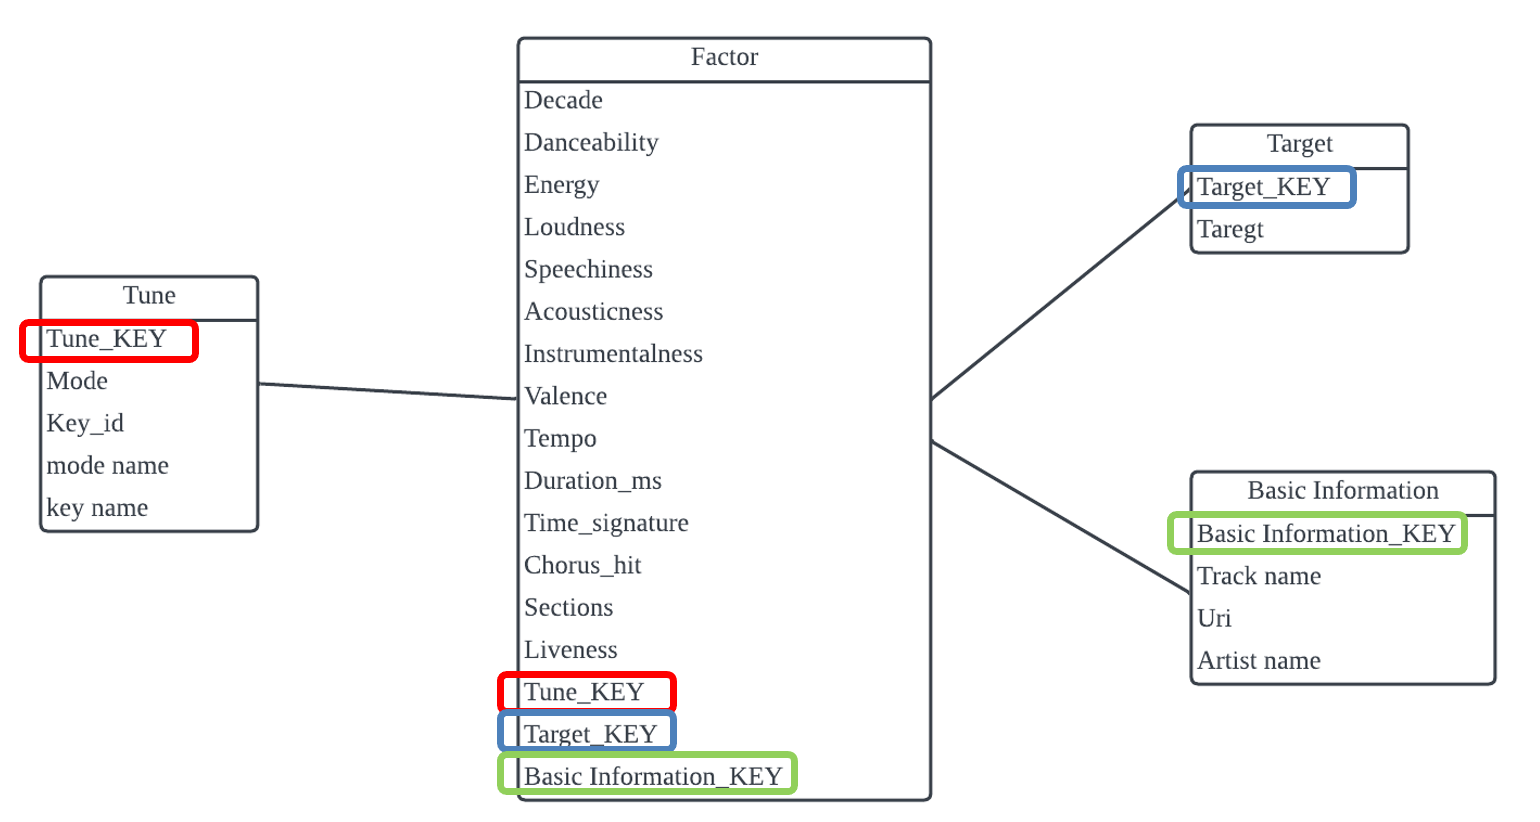 Factor
Decade
Danceability
Energy
Loudness
Speechiness
Acousticness
Instrumentalness
Valence
Tempo
Duration_ms
Time_signature
Chorus_hit
Sections
Liveness
Tune_KEY
Target_KEY
Basic Information_KEY
Tune
Tune_KEY
Mode
Key_id
mode name
key name
Target
Target_KEY
Taregt
Basic Information
Basic Information_KEY
Track name
Uri
Artist name